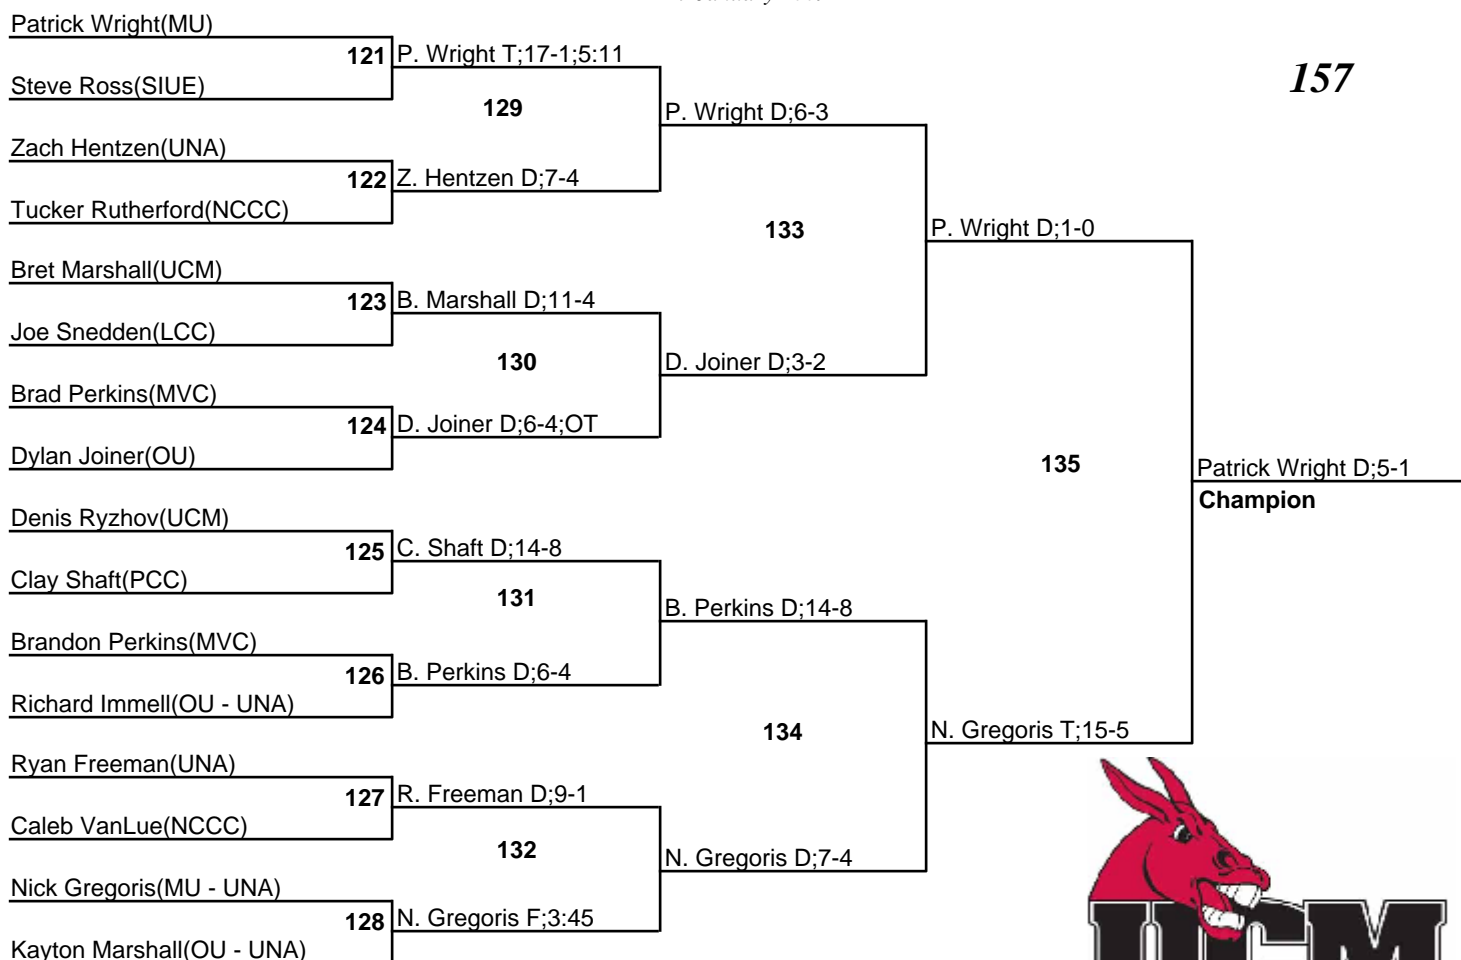 Patrick Wright(MU)
121 P. Wright T;17-1;5:11
157
Steve Ross(SIUE)
129
P. Wright D;6-3
Zach Hentzen(UNA)
122 Z. Hentzen D;7-4
Tucker Rutherford(NCCC)
133
P. Wright D;1-0
Bret Marshall(UCM)
123 B. Marshall D;11-4
Joe Snedden(LCC)
130
D. Joiner D;3-2
Brad Perkins(MVC)
124 D. Joiner D;6-4;OT
Dylan Joiner(OU)
135
Patrick Wright D;5-1
Champion
Denis Ryzhov(UCM)
125 C. Shaft D;14-8
Clay Shaft(PCC)
131
B. Perkins D;14-8
Brandon Perkins(MVC)
126 B. Perkins D;6-4
Richard Immell(OU - UNA)
134
N. Gregoris T;15-5
Ryan Freeman(UNA)
127 R. Freeman D;9-1
Caleb VanLue(NCCC)
132
N. Gregoris D;7-4
Nick Gregoris(MU - UNA)
128 N. Gregoris F;3:45
Kayton Marshall(OU - UNA)
UCM